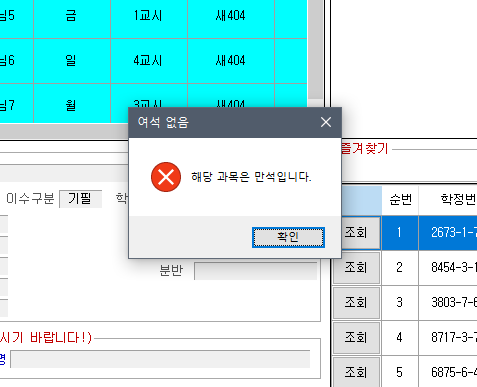 님5 금 1교시 새404
님6 일 4교시 새404
님7 월 3교시 새404
여석 없음
해당 과목은 만석입니다.
확인
즐겨찾기
이수구분 기필 학
분반
시기 바랍니다!)
명
순번 학정번
조회 1 2673-1-7
조회 2 8454-3-1
조회 3 3803-7-6
조회 4 8717-3-7
조회 5 6875-6-4